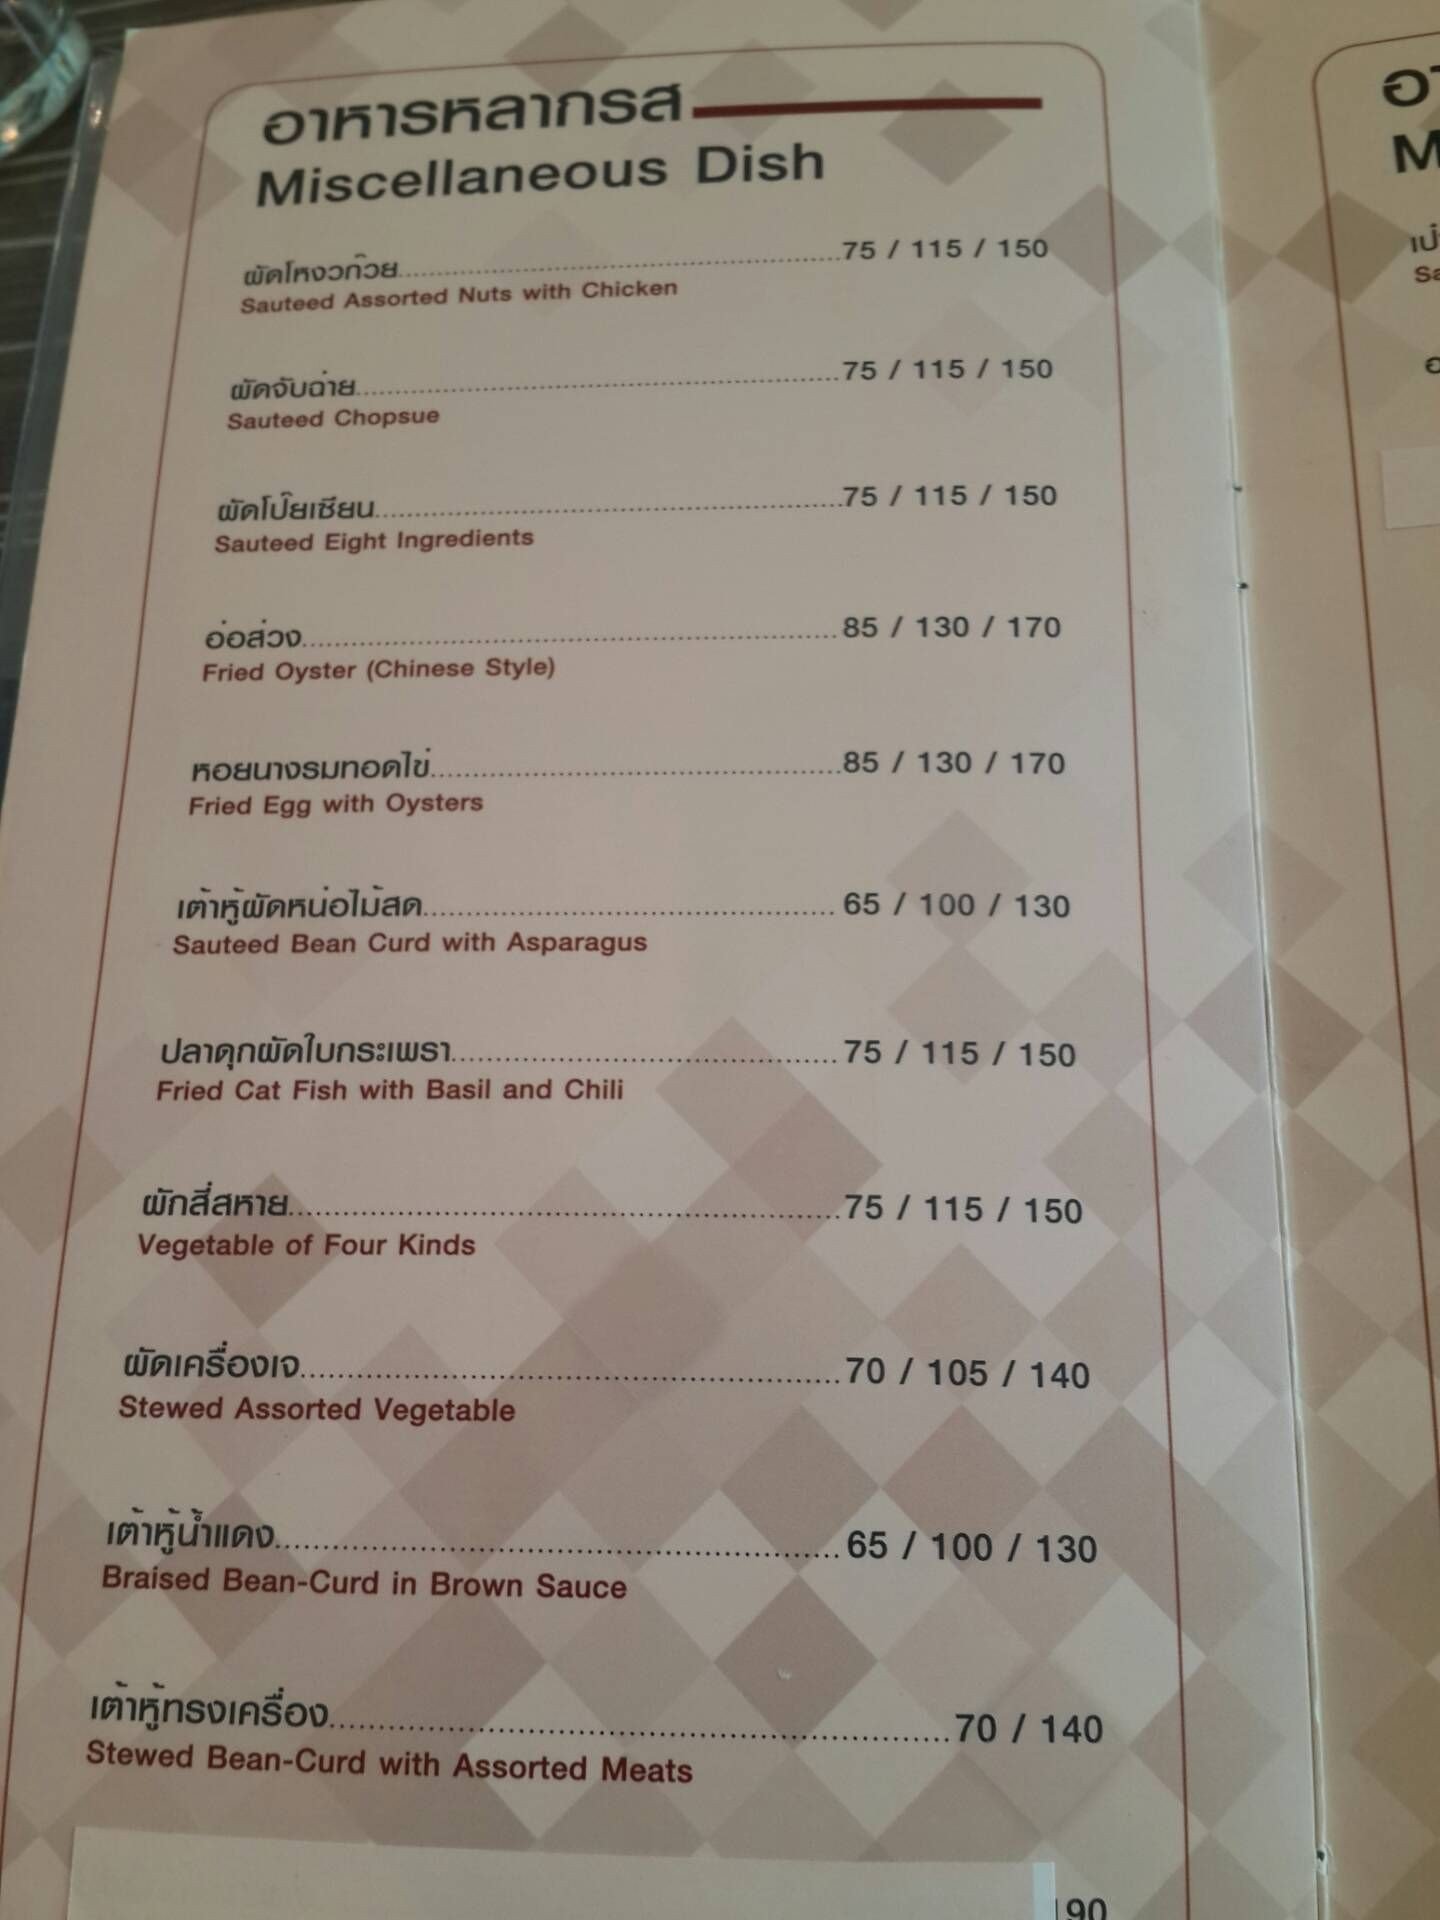 อาหารหลากรส
Miscellaneous Dish
ผัดโหงวก๊วย........................75 / 115 / 150
Sauteed Assorted Nuts with Chicken
ผัดจับฉ่าย........................75 / 115 / 150
Sauteed Chopsue
ผัดโป๊ยเซียน........................75 / 115 / 150
Sauteed Eight Ingredients
อ่อส่วง........................85 / 130 / 170
Fried Oyster (Chinese Style)
หอยนางรมทอดไข่........................85 / 130 / 170
Fried Egg with Oysters
เต้าหู้ผัดหน่อไม้สด........................65 / 100 / 130
Sauteed Bean Curd with Asparagus
ปลาดุกผัดใบกระเพรา........................75 / 115 / 150
Fried Cat Fish with Basil and Chili
ผักสี่สหาย........................75 / 115 / 150
Vegetable of Four Kinds
ผัดเครื่องเจ........................70 / 105 / 140
Stewed Assorted Vegetable
เต้าหู้น้ำแดง........................65 / 100 / 130
Braised Bean-Curd in Brown Sauce
เต้าหู้ทรงเครื่อง........................70 / 140
Stewed Bean-Curd with Assorted Meats